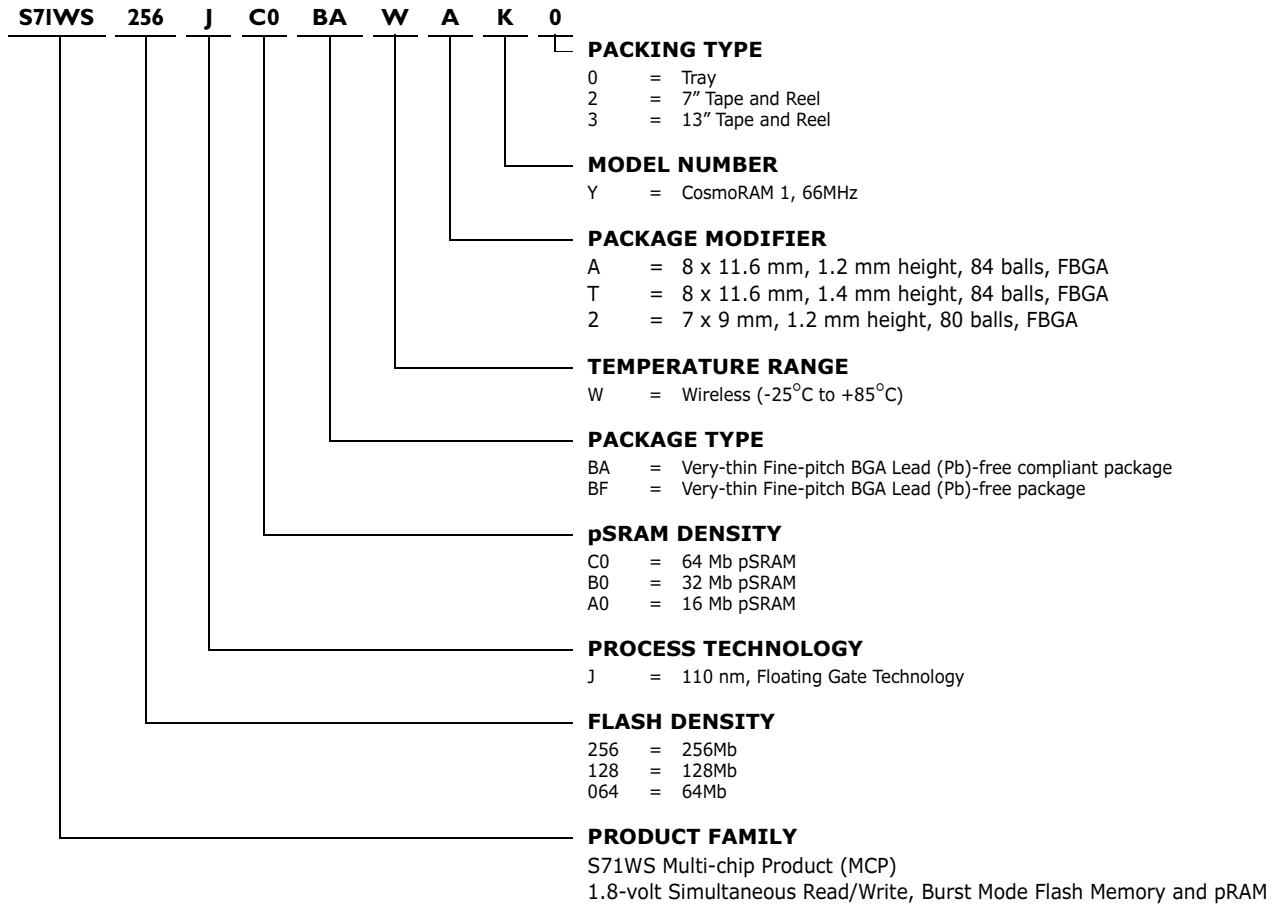 S71WS 256 J C0 BA W A K 0
PACKING TYPE
0 = Tray
2 = 7” Tape and Reel
3 = 13” Tape and Reel
MODEL NUMBER
Y = CosmoRAM 1, 66MHz
PACKAGE MODIFIER
A = 8 x 11.6 mm, 1.2 mm height, 84 balls, FBGA
T = 8 x 11.6 mm, 1.4 mm height, 84 balls, FBGA
2 = 7 x 9 mm, 1.2 mm height, 80 balls, FBGA
TEMPERATURE RANGE
W = Wireless (-25°C to +85°C)
PACKAGE TYPE
BA = Very-thin Fine-pitch BGA Lead (Pb)-free compliant package
BF = Very-thin Fine-pitch BGA Lead (Pb)-free package
pSRAM DENSITY
C0 = 64 Mb pSRAM
B0 = 32 Mb pSRAM
A0 = 16 Mb pSRAM
PROCESS TECHNOLOGY
J = 110 nm, Floating Gate Technology
FLASH DENSITY
256 = 256Mb
128 = 128Mb
064 = 64Mb
PRODUCT FAMILY
S71WS Multi-chip Product (MCP)
1.8-volt Simultaneous Read/Write, Burst Mode Flash Memory and pRAM